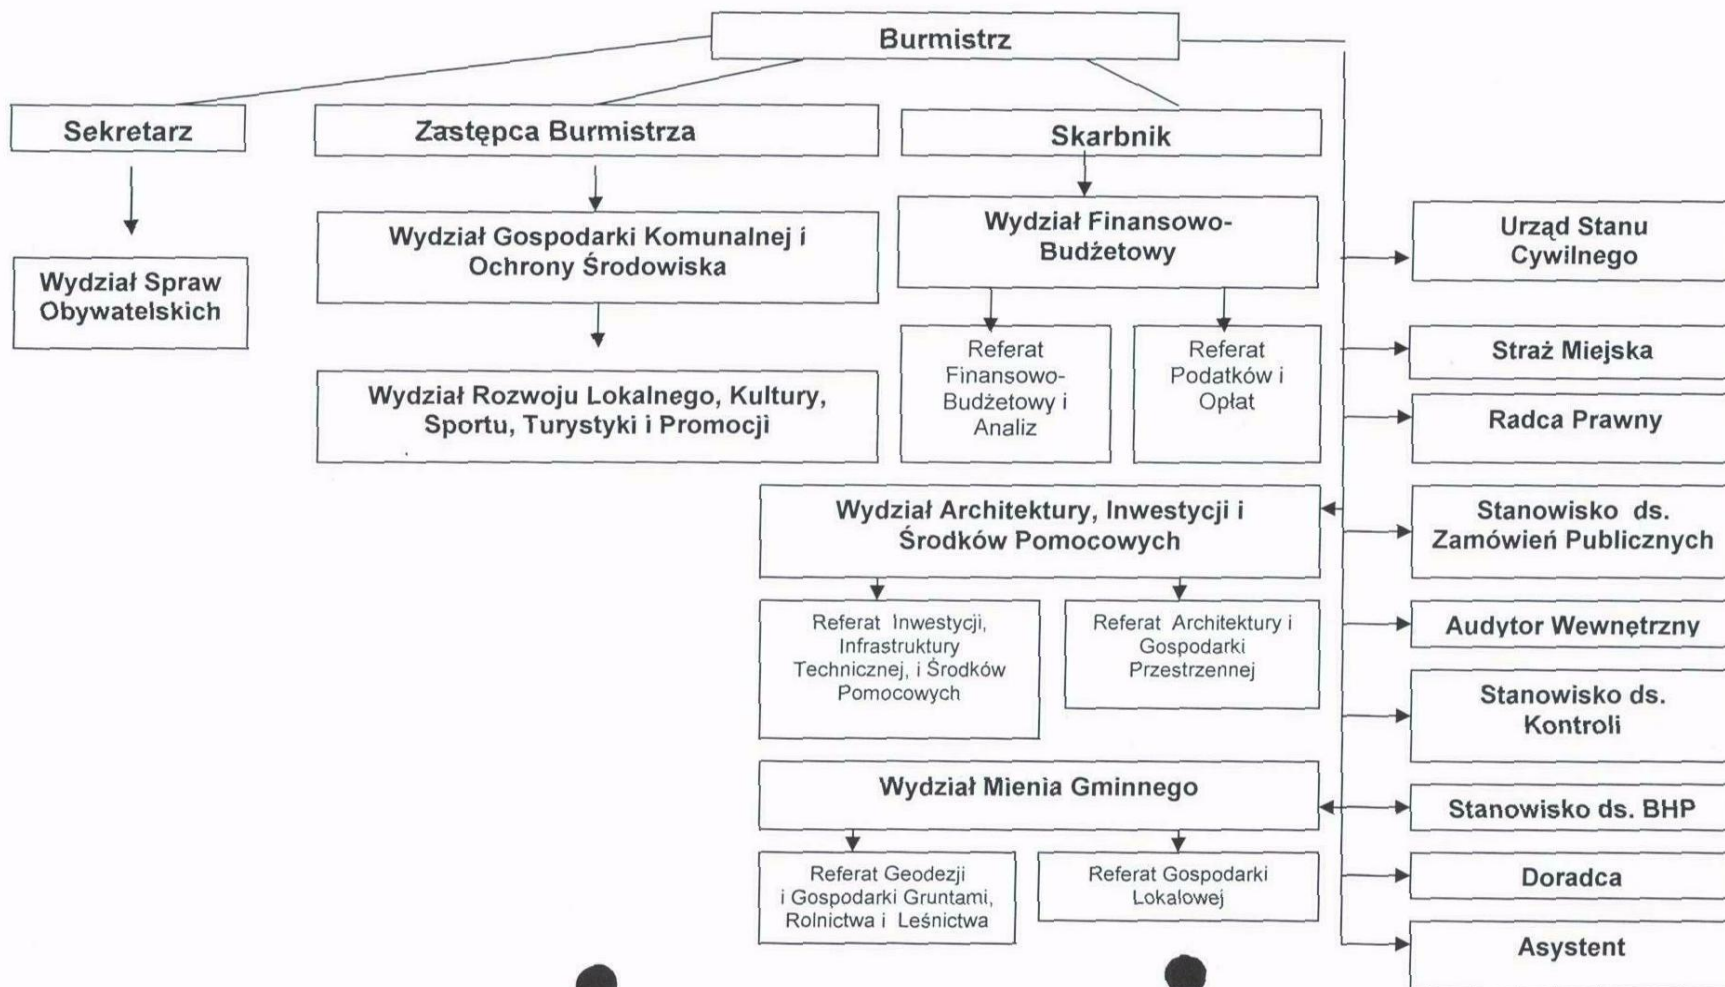 Burmistrz
Sekretarz
Zastępca Burmistrza
Skarbnik
Wydział Spraw
Obywatelskich
Wydział Gospodarki Komunalnej i
Ochrony Środowiska
Wydział Rozwoju Lokalnego, Kultury,
Sportu, Turystyki i Promocji
Wydział Finansowo-
Budżetowy
Referat
Finansowo-
Budżetowy i
Analiz
Referat
Podatków i
Opłat
Wydział Architektury, Inwestycji i
Środków Pomocowych
Referat Inwestycji,
Infrastruktury
Technicznej, i Środków
Pomocowych
Referat Architektury i
Gospodarki
Przestrzennej
Wydział Mienia Gminnego
Referat Geodezji
i Gospodarki Gruntami,
Rolnictwa i Leśnictwa
Referat Gospodarki
Lokalowej
Urząd Stanu
Cywilnego
Straż Miejska
Radca Prawny
Stanowisko ds.
Zamówień Publicznych
Audytor Wewnętrzny
Stanowisko ds.
Kontroli
Stanowisko ds. BHP
Doradca
Asystent